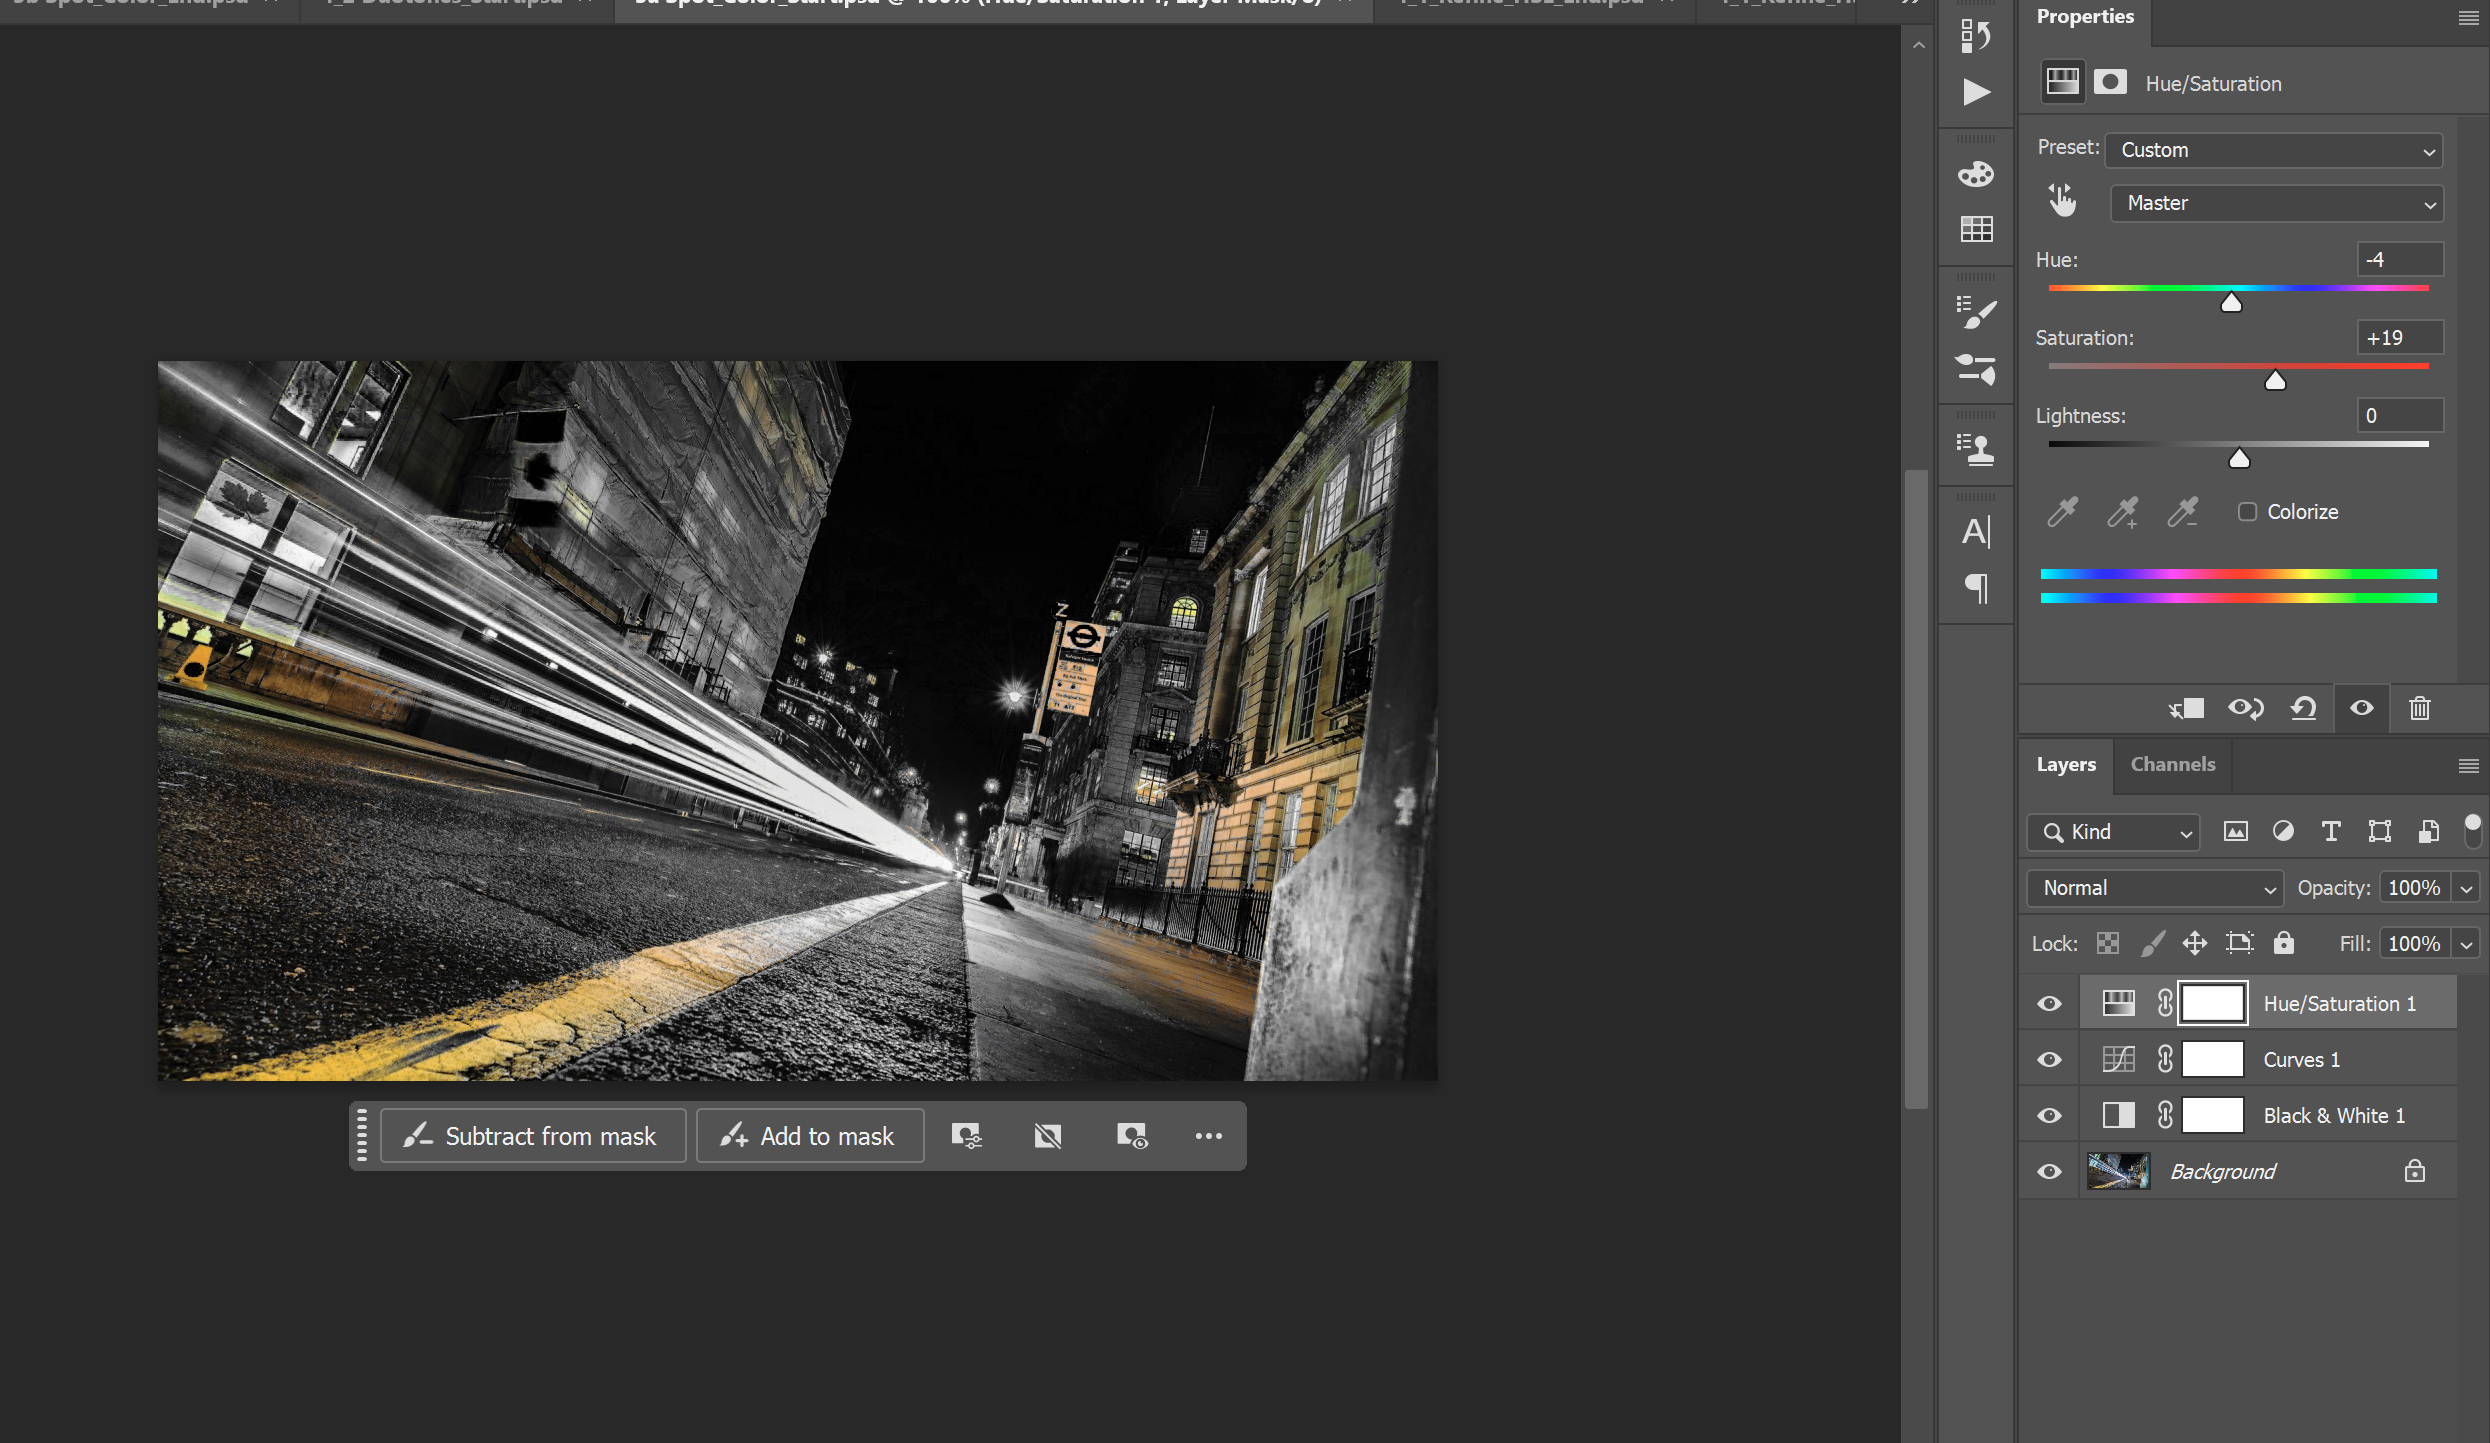 Properties
Hue/Saturation
Preset: Custom
Master
Hue: -4
Saturation: +19
Lightness: 0
Colorize
Layers Channels
Kind
Normal Opacity: 100%
Lock: Fill: 100%
Hue/Saturation 1
Curves 1
Black & White 1
Background
Subtract from mask Add to mask